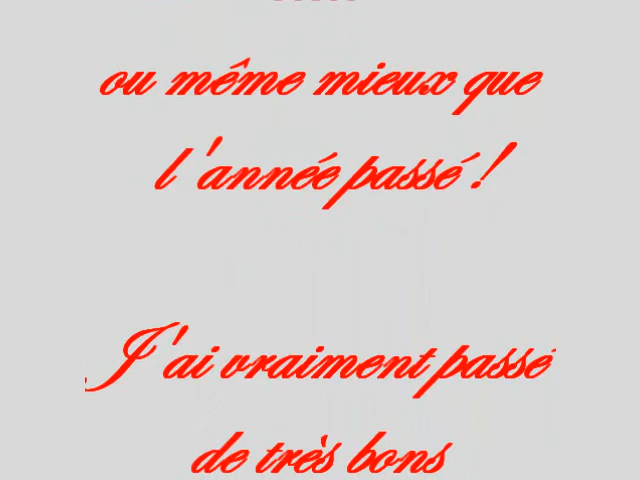 ou même mieux que
l'année passé !
J'ai vraiment passé
de très bons